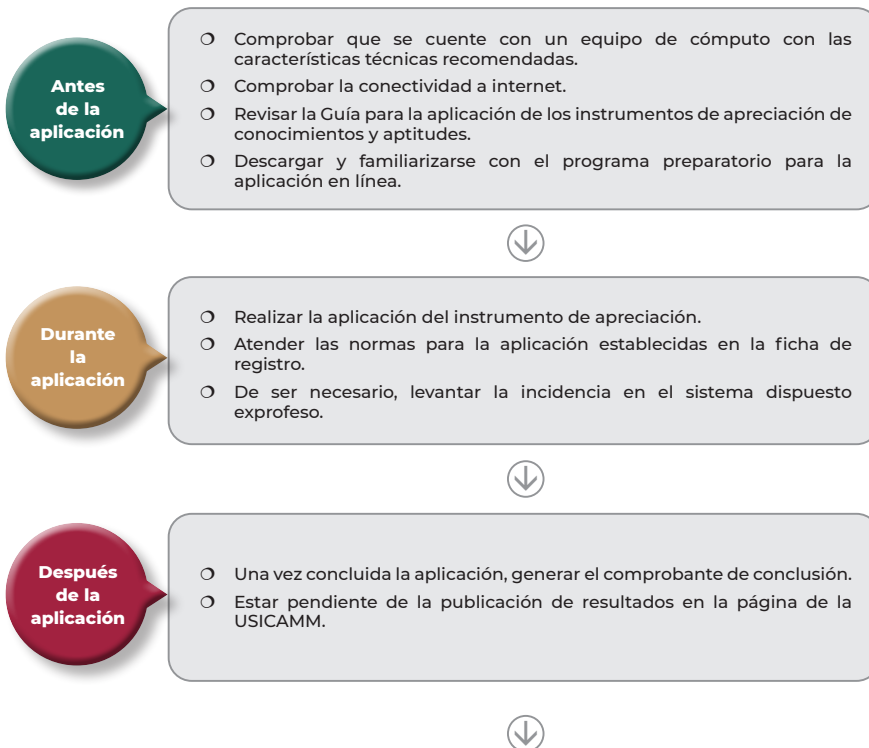 Antes
de la
aplicación
❍ Comprobar que se cuente con un equipo de cómputo con las
características técnicas recomendadas.
❍ Comprobar la conectividad a internet.
❍ Revisar la Guía para la aplicación de los instrumentos de apreciación de
conocimientos y aptitudes.
❍ Descargar y familiarizarse con el programa preparatorio para la
aplicación en línea.
Durante
la
aplicación
❍ Realizar la aplicación del instrumento de apreciación.
❍ Atender las normas para la aplicación establecidas en la ficha de
registro.
❍ De ser necesario, levantar la incidencia en el sistema dispuesto
exprofeso.
Después
de la
aplicación
❍ Una vez concluida la aplicación, generar el comprobante de conclusión.
❍ Estar pendiente de la publicación de resultados en la página de la
USICAMM.